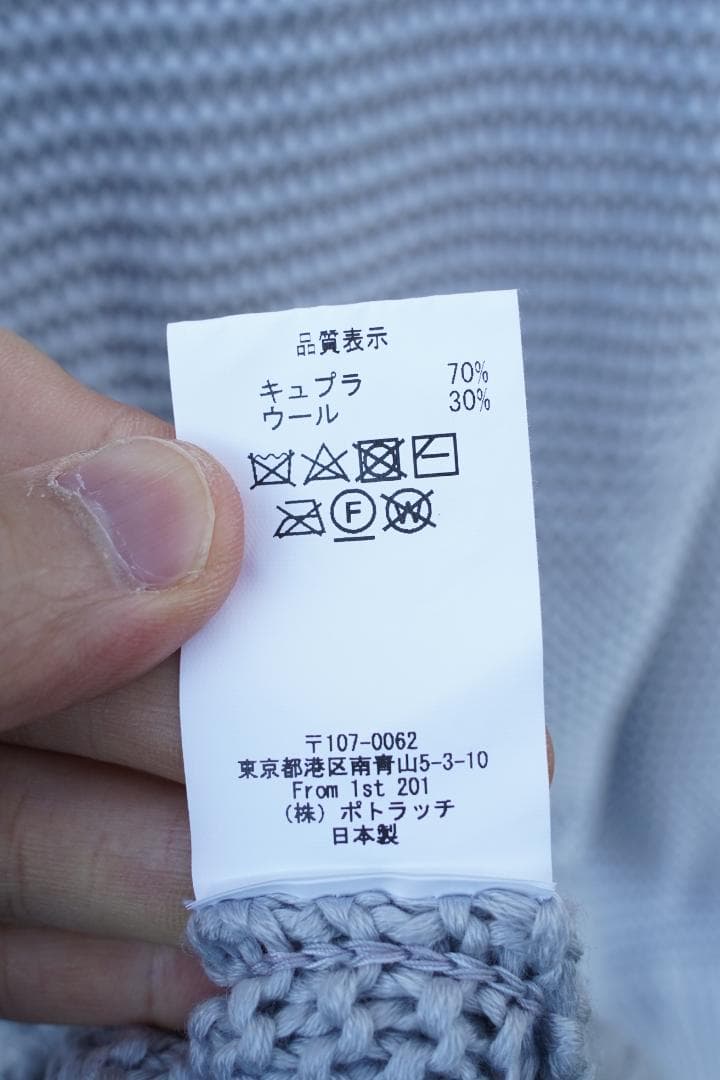 品質表示
キュプラ 70%
ウール 30%
F W
〒107-0062
東京都港区南青山5-3-10
From 1st 201
(株) ポトラッチ
日本製